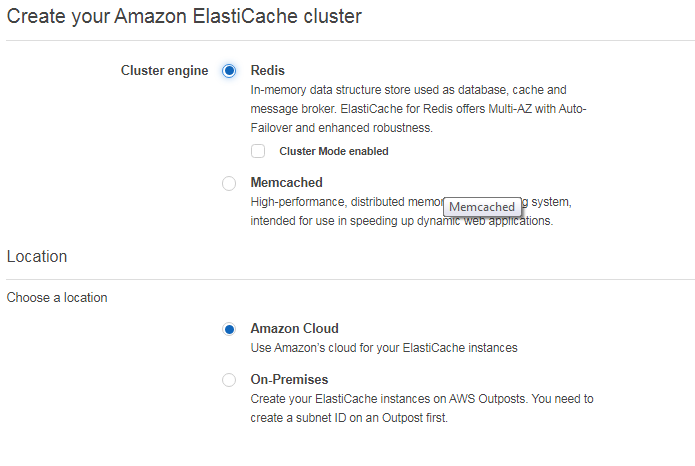 Create your Amazon ElastiCache cluster
Cluster engine
Redis
In-memory data structure store used as database, cache and
message broker. ElastiCache for Redis offers Multi-AZ with Auto-
Failover and enhanced robustness.
Cluster Mode enabled
Memcached
High-performance, distributed system,
Memcached
intended for use in speeding up dynamic web applications.
Location
Choose a location
Amazon Cloud
Use Amazon's cloud for your ElastiCache instances
On-Premises
Create your ElastiCache instances on AWS Outposts. You need to
create a subnet ID on an Outpost first.